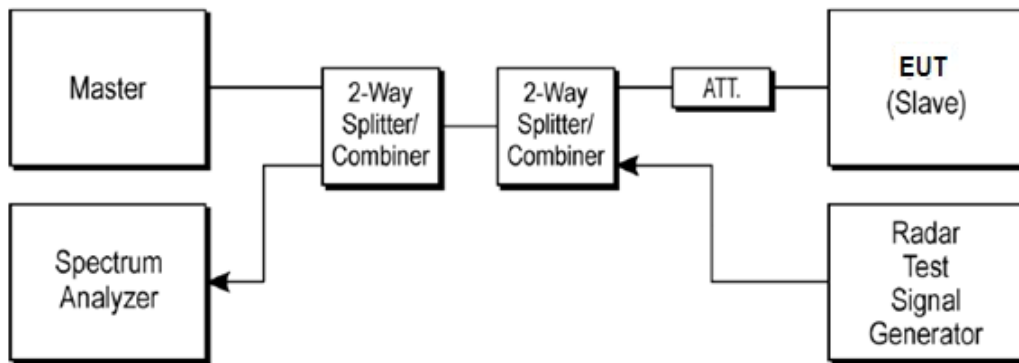 Master
2-Way
Splitter/
Combiner
2-Way
Splitter/
Combiner
ATT.
EUT
(Slave)
Spectrum
Analyzer
Radar
Test
Signal
Generator